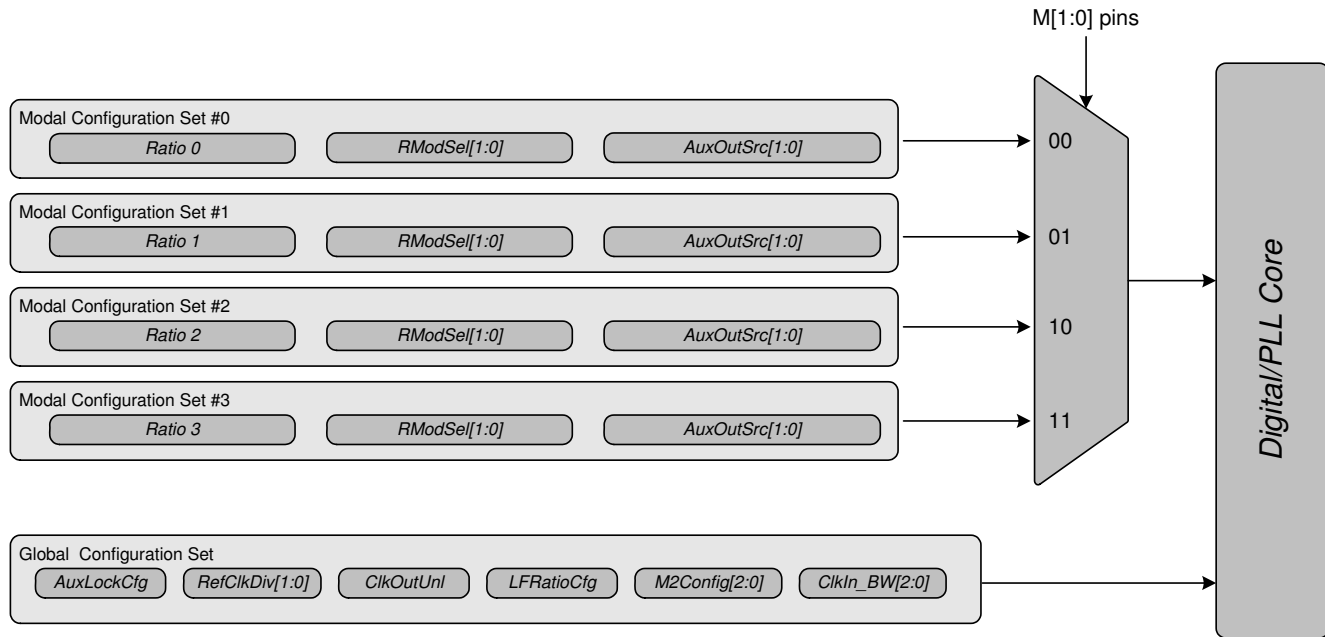 M[1:0] pins
Modal Configuration Set #0
Ratio 0 RModSel[1:0] AuxOutSrc[1:0]
00
Modal Configuration Set #1
Ratio 1 RModSel[1:0] AuxOutSrc[1:0]
01
Modal Configuration Set #2
Ratio 2 RModSel[1:0] AuxOutSrc[1:0]
10
Modal Configuration Set #3
Ratio 3 RModSel[1:0] AuxOutSrc[1:0]
11
Digital/PLL Core
Global Configuration Set
AuxLockCfg RefClkDiv[1:0] ClkOutUnl LFRatioCfg M2Config[2:0] ClkIn_BW[2:0]